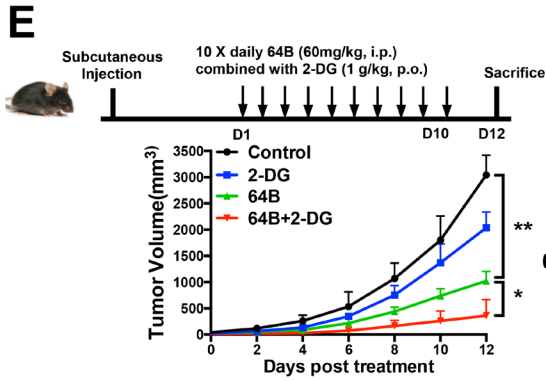 E
Subcutaneous
Injection
10 X daily 64B (60mg/kg, i.p.)
combined with 2-DG (1 g/kg, p.o.)
Sacrifice
D1
D10
D12
Tumor Volume(mm³)
3500
3000
2500
2000
1500
1000
500
0
Control
2-DG
64B
64B+2-DG
**
*
0 2 4 6 8 10 12
Days post treatment